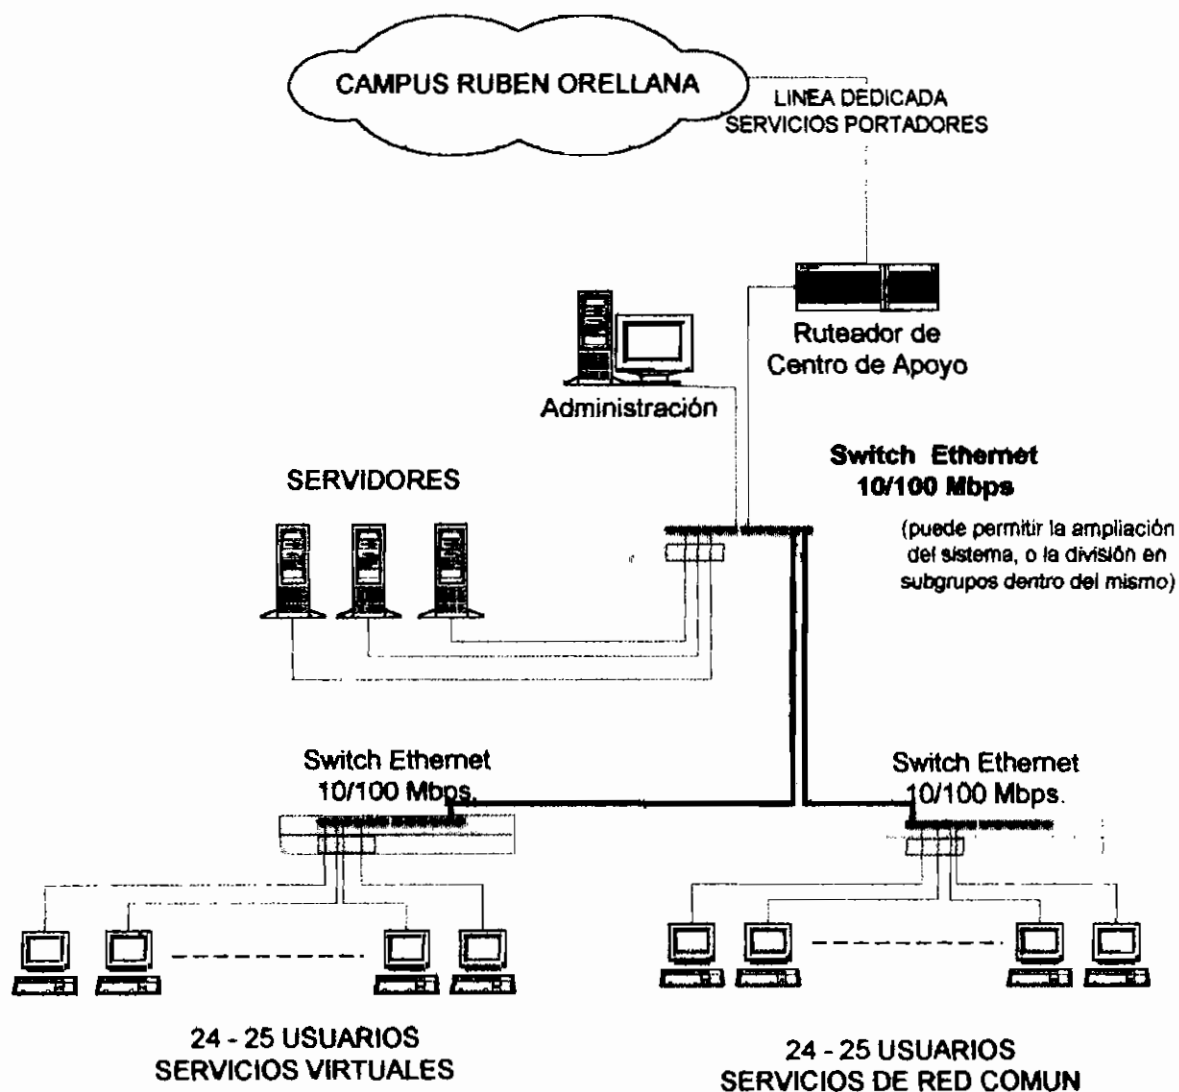 CAMPUS RUBEN ORELLANA
LINEA DEDICADA
SERVICIOS PORTADORES
Ruteador de
Centro de Apoyo
Administración
Switch Ethernet
10/100 Mbps
(puede permitir la ampliación
del sistema, o la división en
subgrupos dentro del mismo)
SERVIDORES
Switch Ethernet
10/100 Mbps.
Switch Ethernet
10/100 Mbps.
24 - 25 USUARIOS
SERVICIOS VIRTUALES
24 - 25 USUARIOS
SERVICIOS DE RED COMUN